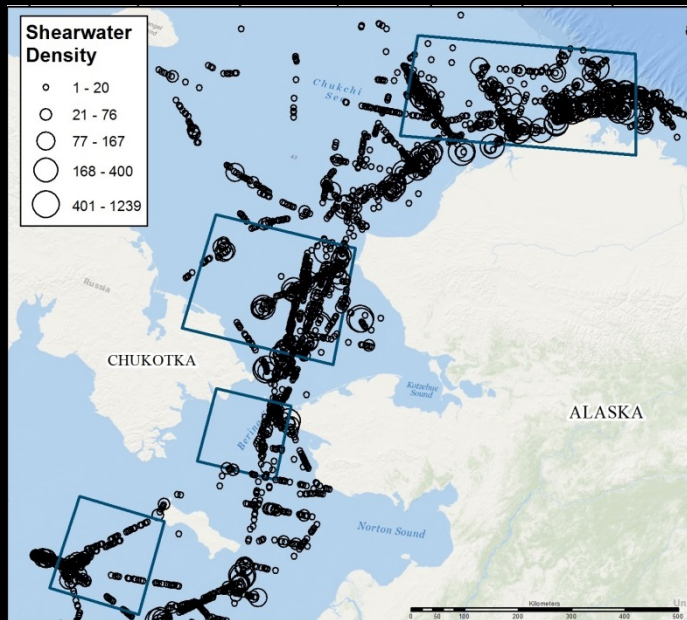 Shearwater
Density
1 - 20
21 - 76
77 - 167
168 - 400
401 - 1239
Chukchi
Sea
Russia
CHUKOTKA
Kotzebue
Sound
ALASKA
Bering
Norton Sound
Kilometers
0
100
200
300
400
500